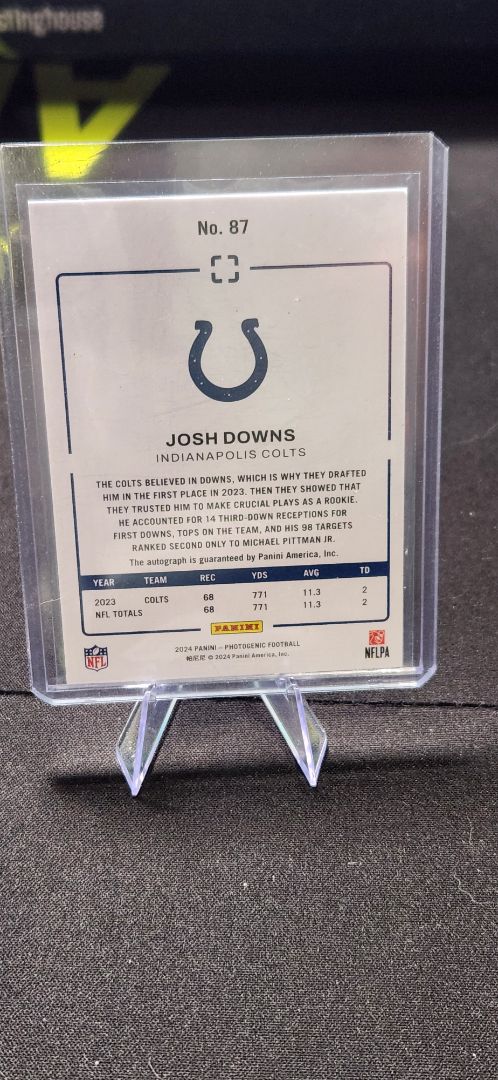 stinghouse
No. 87
JOSH DOWNS
INDIANAPOLIS COLTS
THE COLTS BELIEVED IN DOWNS, WHICH IS WHY THEY DRAFTED
HIM IN THE FIRST PLACE IN 2023. THEN THEY SHOWED THAT
THEY TRUSTED HIM TO MAKE CRUCIAL PLAYS AS A ROOKIE.
HE ACCOUNTED FOR 14 THIRD-DOWN RECEPTIONS FOR
FIRST DOWNS, TOPS ON THE TEAM, AND HIS 98 TARGETS
RANKED SECOND ONLY TO MICHAEL PITTMAN JR.
The autograph is guaranteed by Panini America, Inc.
YEAR TEAM REC YDS AVG TD
2023 COLTS 68 771 11.3 2
NFL TOTALS 68 771 11.3 2
PANINI
2024 PANINI – PHOTOGENIC FOOTBALL
帕尼尼 © 2024 Panini America, Inc.
NFL
NFLPA